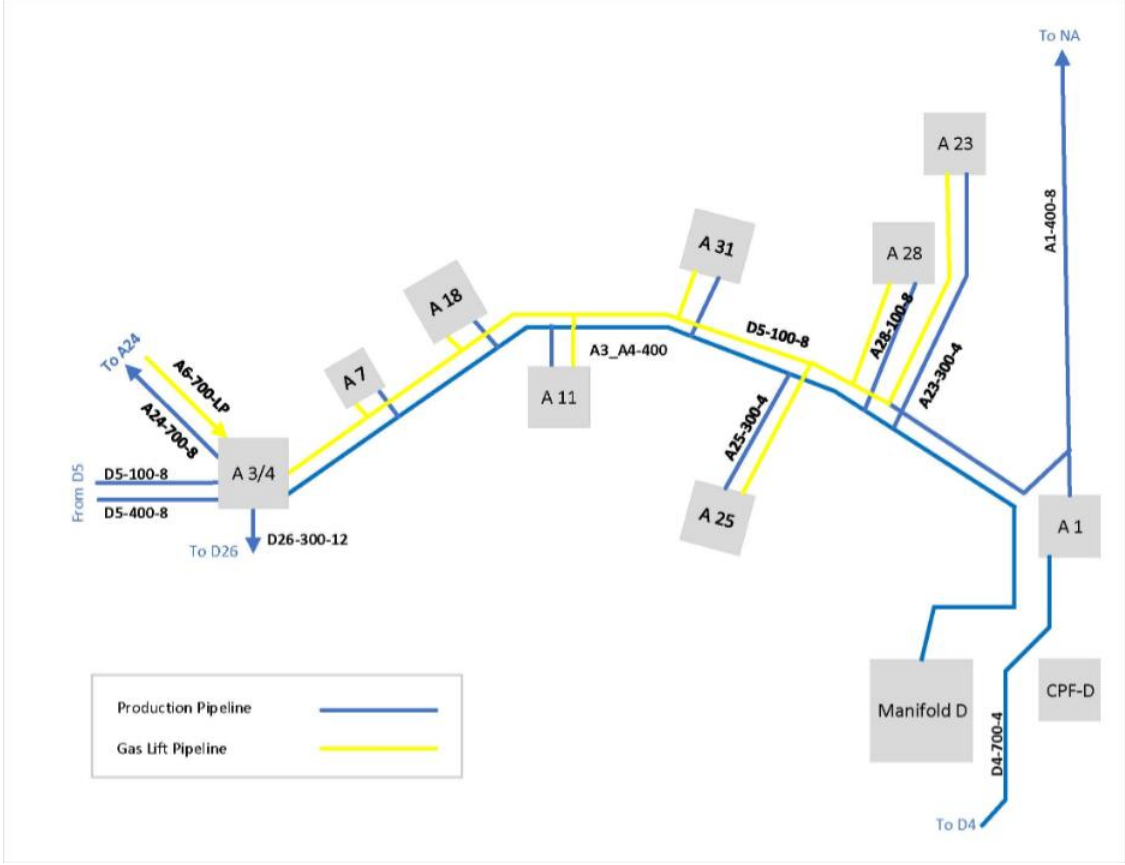 To NA
A 23
A1-400-8
A 31
A 28
A 18
D5-100-8
A28-100-8
To A24
A6-700-LP
A3_A4-400
A 7
A23-300-4
A 11
A24-700-8
A25-300-4
From D5
D5-100-8
A 3/4
D5-400-8
A 25
A 1
To D26
D26-300-12
CPF-D
Production Pipeline
Manifold D
Gas Lift Pipeline
D4-700-4
To D4